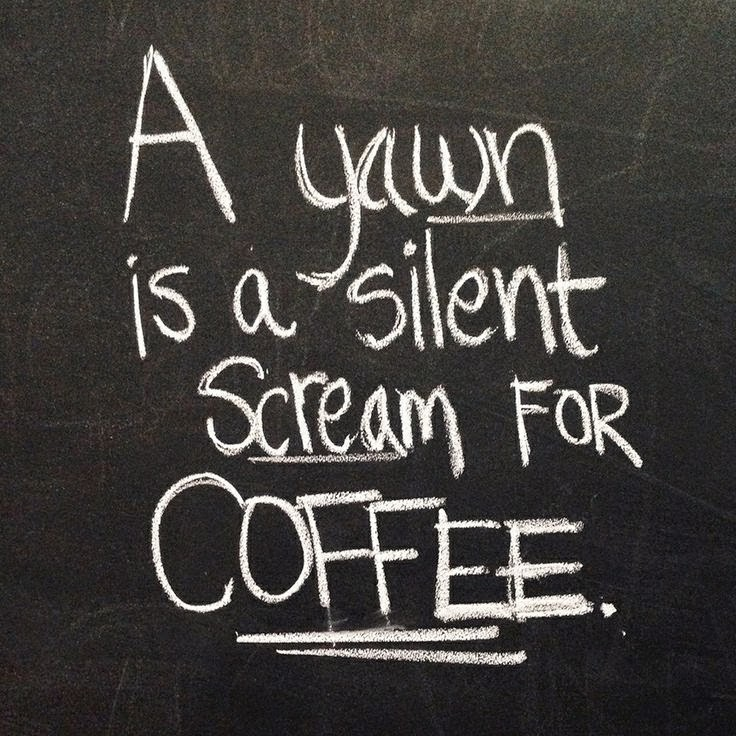 A yawn
is a silent
Scream FOR
COFFEE.